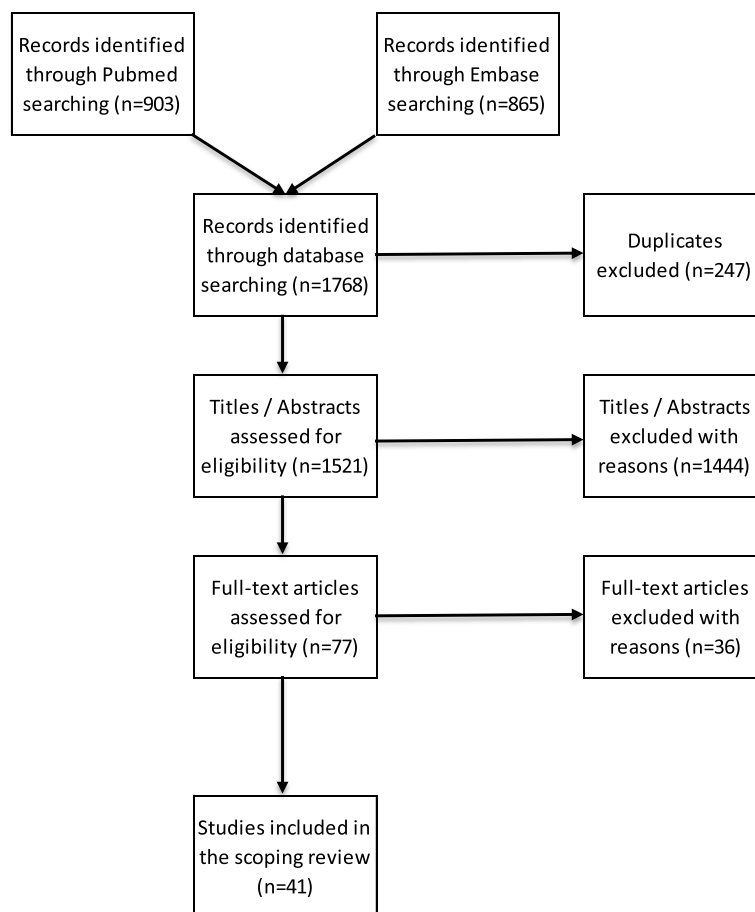 Records identified
through Pubmed
searching (n=903)
Records identified
through Embase
searching (n=865)
Records identified
through database
searching (n=1768)
Duplicates
excluded (n=247)
Titles / Abstracts
assessed for
eligibility (n=1521)
Titles / Abstracts
excluded with
reasons (n=1444)
Full-text articles
assessed for
eligibility (n=77)
Full-text articles
excluded with
reasons (n=36)
Studies included in
the scoping review
(n=41)